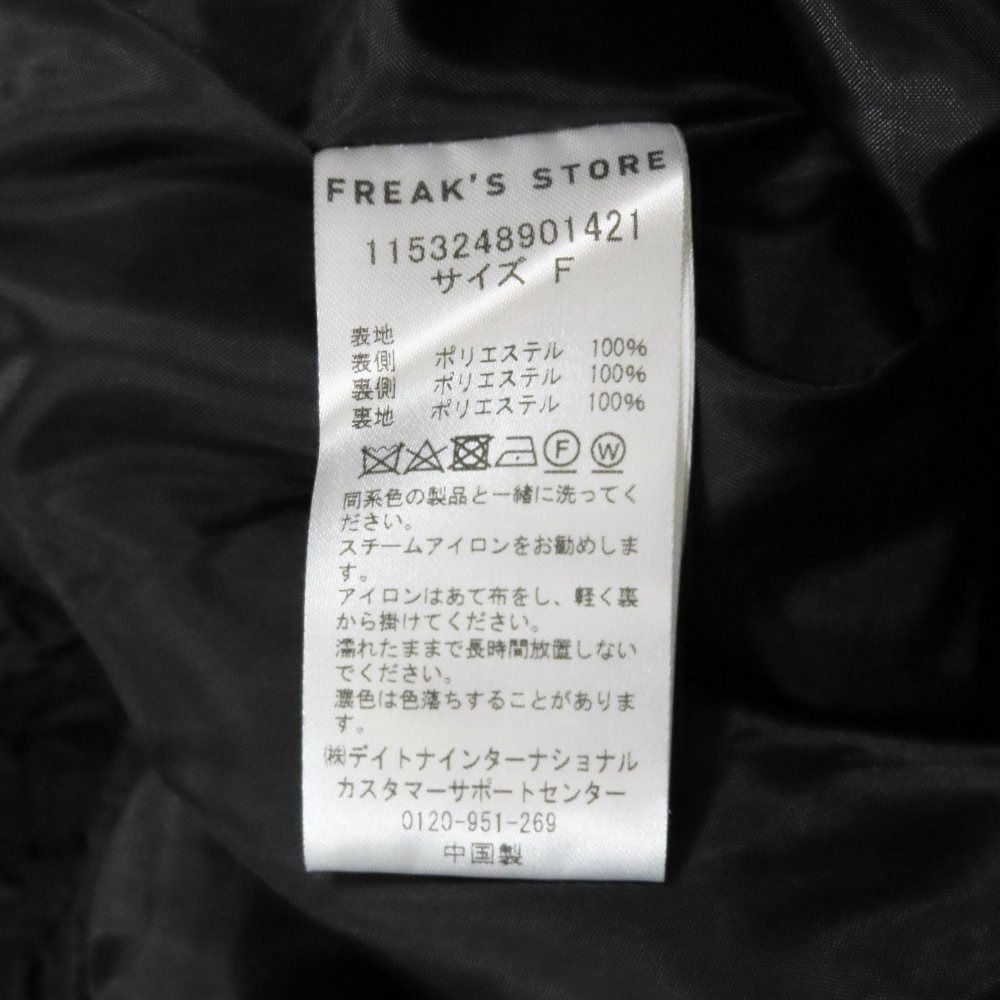 FREAK'S STORE
1153248901421
サイズ F
表地
表側 ポリエステル 100%
裏側 ポリエステル 100%
裏地 ポリエステル 100%
F W
同系色の製品と一緒に洗ってく
ださい。
スチームアイロンをお勧めしま
す。
アイロンはあて布をし、軽く裏
から掛けてください。
濡れたままで長時間放置しない
でください。
濃色は色落ちすることがありま
す。
㈱デイトナインターナショナル
カスタマーサポートセンター
0120-951-269
中国製